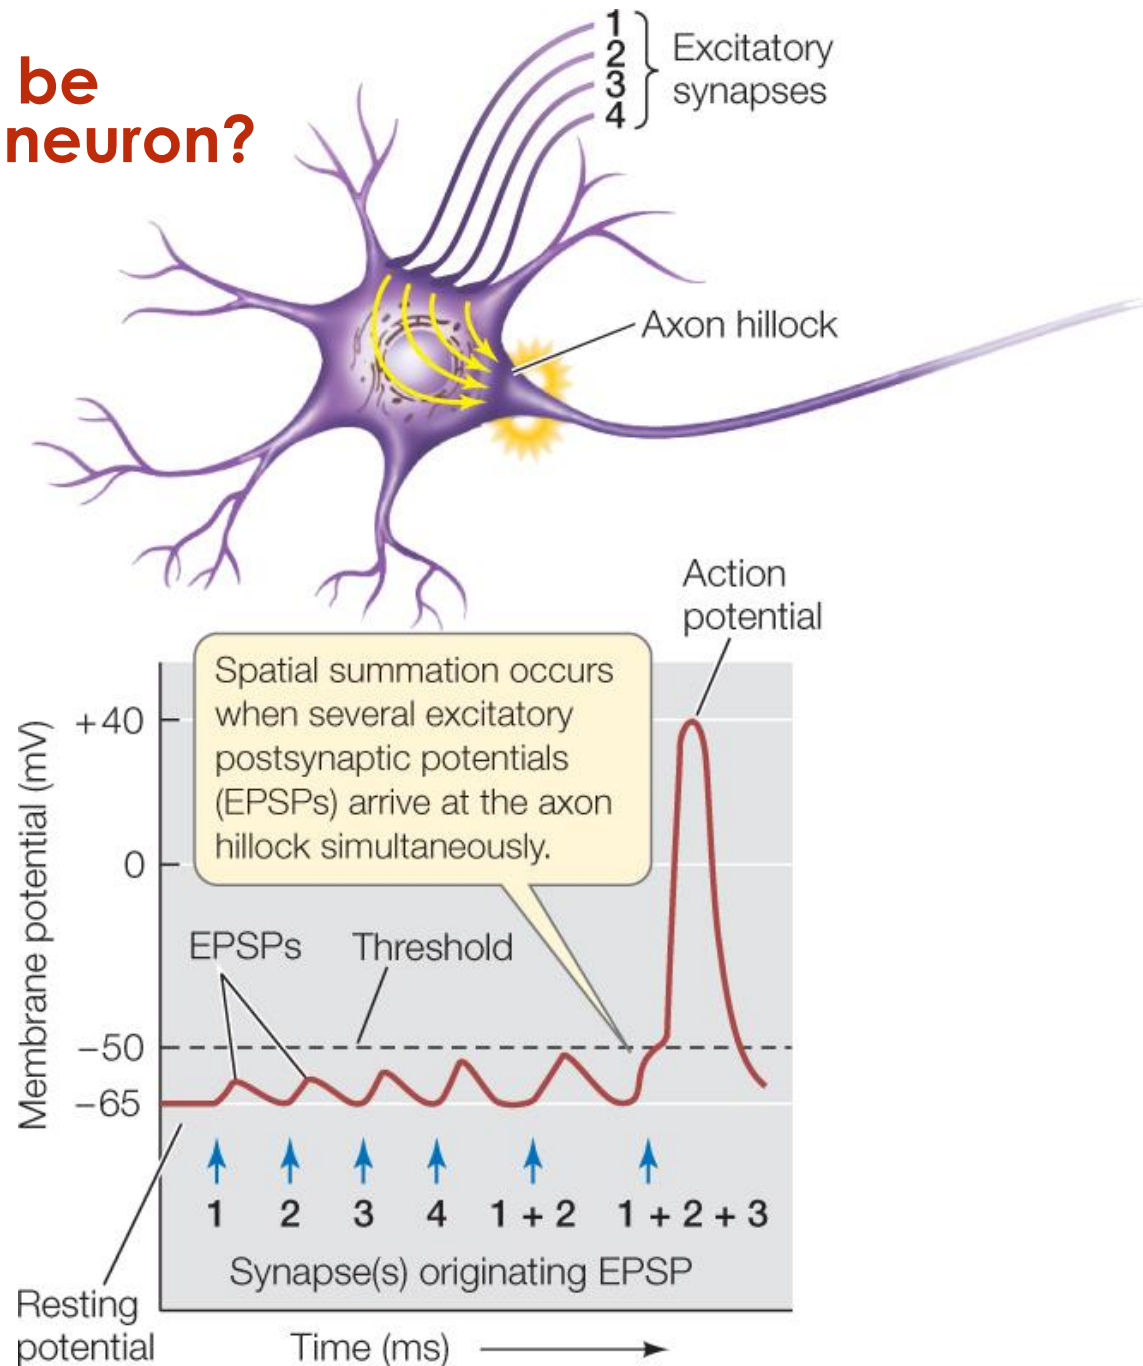 be
neuron?
1
2
3
4
Excitatory
synapses
Axon hillock
Action
potential
Spatial summation occurs
when several excitatory
postsynaptic potentials
(EPSPs) arrive at the axon
hillock simultaneously.
Membrane potential (mV)
+40
0
−50
−65
EPSPs
Threshold
1 2 3 4 1 + 2 1 + 2 + 3
Synapse(s) originating EPSP
Resting
potential
Time (ms)